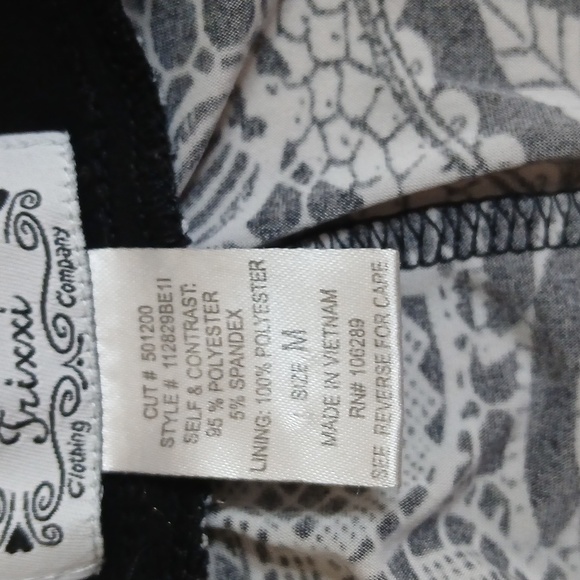 Trixxi
Clothing Company
CUT # 501200
STYLE # 112829BE1I
SELF & CONTRAST:
95 % POLYESTER
5% SPANDEX
LINING: 100% POLYESTER
SIZE M
MADE IN VIETNAM
RN# 106289
SEE REVERSE FOR CARE